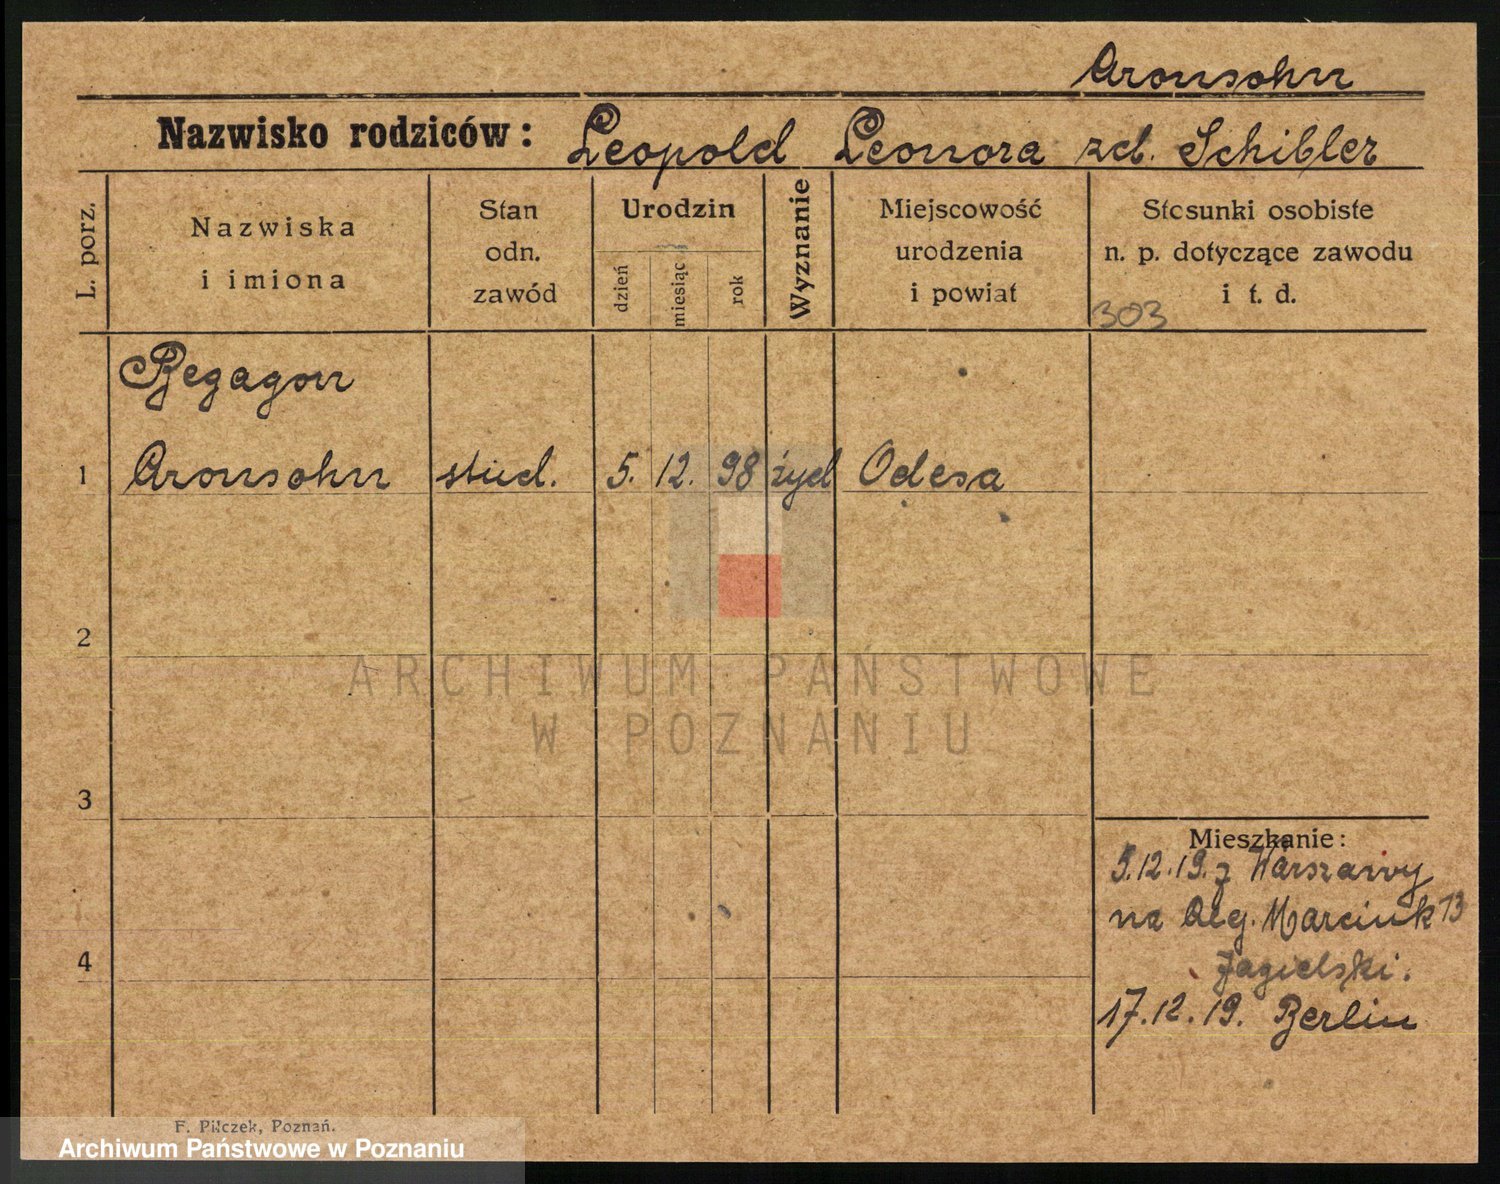 Aronsohn
Nazwisko rodziców: Leopold Leonora zd. Schibler
L. porz.
Nazwiska
i imiona
Stan
odn.
zawód
Urodzin
dzień
miesiąc
rok
Wyznanie
Miejscowość
urodzenia
i powiat
Stosunki osobiste
n. p. dotyczące zawodu
i t. d.
303
Begagon
1 Aronsohn stud. 5. 12. 98 żyd Odesa
2
3
4
Mieszkanie:
5.12.19. z Warszawy
na Aleg. Marcink 13
Jagielski.
17.12.19. Berlin
F. Pilczek, Poznań.
ARCHIWUM PAŃSTWOWE
W POZNANIU
Archiwum Państwowe w Poznaniu